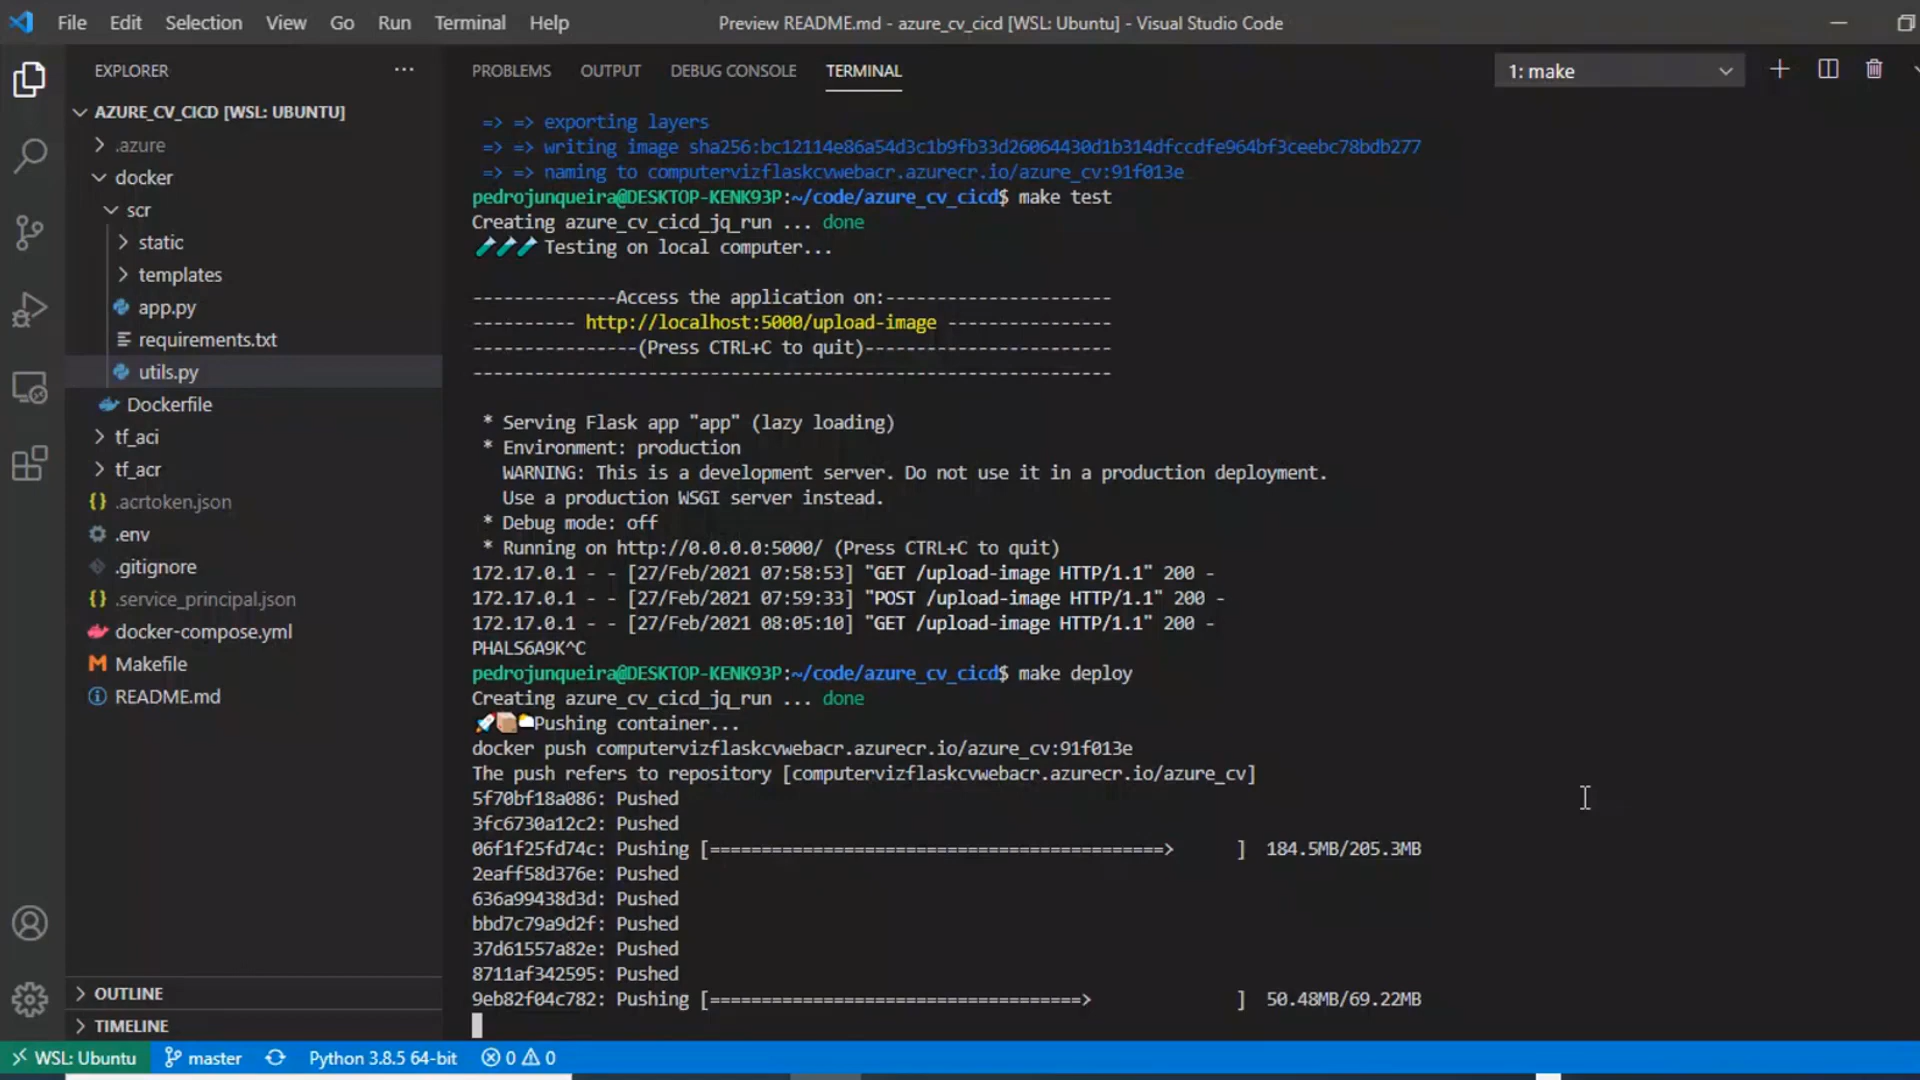 File Edit Selection View Go Run Terminal Help
Preview README.md - azure_cv_cicd [WSL: Ubuntu] - Visual Studio Code
EXPLORER
AZURE_CV_CICD [WSL: UBUNTU]
.azure
docker
scr
static
templates
app.py
requirements.txt
utils.py
Dockerfile
tf_aci
tf_acr
.acrtoken.json
.env
.gitignore
.service_principal.json
docker-compose.yml
Makefile
README.md
OUTLINE
TIMELINE
PROBLEMS OUTPUT DEBUG CONSOLE TERMINAL
1: make
=> => exporting layers
=> => writing image sha256:bc12114e86a54d3c1b9fb33d26064430d1b314dfccdfe964bf3ceebc78bdb277
=> => naming to computervizflaskcvwebacr.azurecr.io/azure_cv:91f013e
pedrojunqueira@DESKTOP-KENK93P:~/code/azure_cv_cicd$ make test
Creating azure_cv_cicd_jq_run ... done
Testing on local computer...
--------------Access the application on:----------------------
---------- http://localhost:5000/upload-image ----------------
----------------(Press CTRL+C to quit)------------------------
--------------------------------------------------------------
* Serving Flask app "app" (lazy loading)
* Environment: production
WARNING: This is a development server. Do not use it in a production deployment.
Use a production WSGI server instead.
* Debug mode: off
* Running on http://0.0.0.0:5000/ (Press CTRL+C to quit)
172.17.0.1 - - [27/Feb/2021 07:58:53] "GET /upload-image HTTP/1.1" 200 -
172.17.0.1 - - [27/Feb/2021 07:59:33] "POST /upload-image HTTP/1.1" 200 -
172.17.0.1 - - [27/Feb/2021 08:05:10] "GET /upload-image HTTP/1.1" 200 -
PHALS6A9K^C
pedrojunqueira@DESKTOP-KENK93P:~/code/azure_cv_cicd$ make deploy
Creating azure_cv_cicd_jq_run ... done
Pushing container...
docker push computervizflaskcvwebacr.azurecr.io/azure_cv:91f013e
The push refers to repository [computervizflaskcvwebacr.azurecr.io/azure_cv]
5f70bf18a086: Pushed
3fc6730a12c2: Pushed
06f1f25fd74c: Pushing [============================================>      ] 184.5MB/205.3MB
2eaff58d376e: Pushed
636a99438d3d: Pushed
bbd7c79a9d2f: Pushed
37d61557a82e: Pushed
8711af342595: Pushed
9eb82f04c782: Pushing [====================================>              ] 50.48MB/69.22MB
WSL: Ubuntu master Python 3.8.5 64-bit 0 0